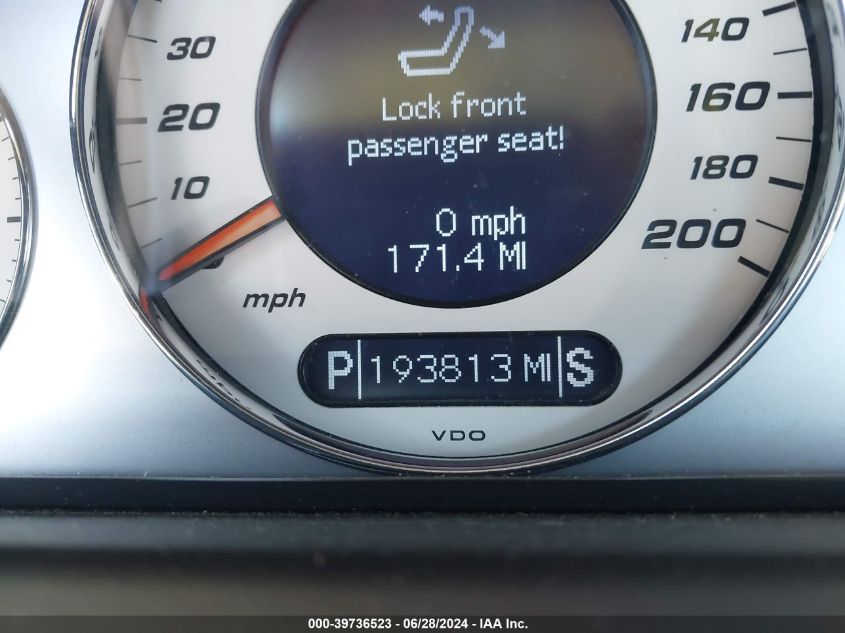 30
20
10
140
160
180
200
Lock front
passenger seat!
0 mph
171.4 MI
mph
P 193813 MI S
VDO
000-39736523 - 06/28/2024 - IAA Inc.